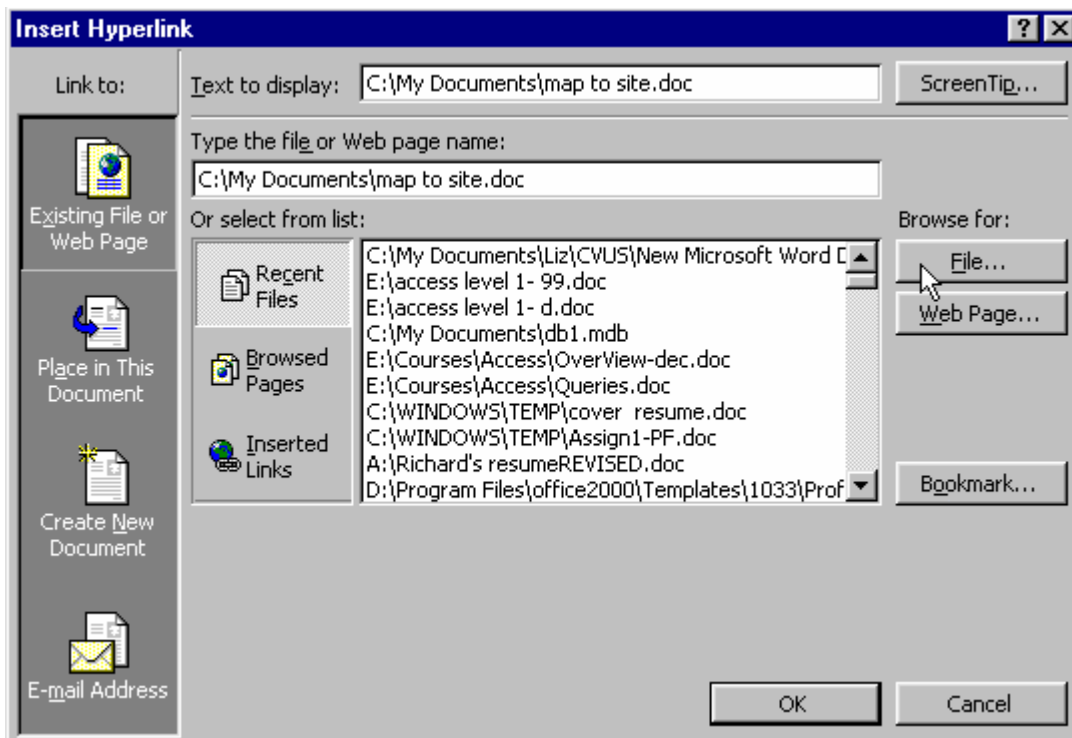 Insert Hyperlink
Link to:
Text to display:
C:\My Documents\map to site.doc
ScreenTip...
Existing File or
Web Page
Place in This
Document
Create New
Document
E-mail Address
Type the file or Web page name:
C:\My Documents\map to site.doc
Or select from list:
Recent
Files
Browsed
Pages
Inserted
Links
C:\My Documents\Liz\CVUS\New Microsoft Word D
E:\access level 1- 99.doc
E:\access level 1- d.doc
C:\My Documents\db1.mdb
E:\Courses\Access\OverView-dec.doc
E:\Courses\Access\Queries.doc
C:\WINDOWS\TEMP\cover resume.doc
C:\WINDOWS\TEMP\Assign1-PF.doc
A:\Richard's resumeREVISED.doc
D:\Program Files\office2000\Templates\1033\Prof
Browse for:
File...
Web Page...
Bookmark...
OK
Cancel